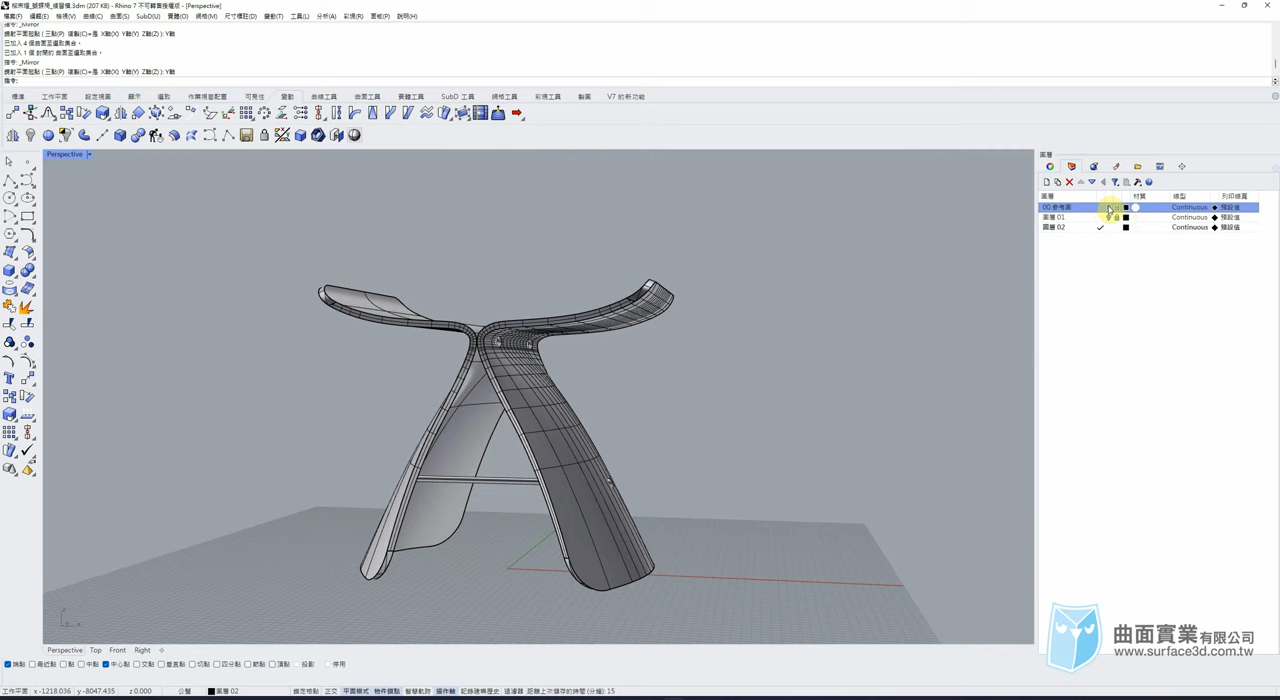 柳宗理_蝴蝶椅_練習檔.3dm (207 KB) - Rhino 7 不可轉售授權版 - [Perspective]
檔案(F) 編輯(E) 檢視(V) 曲線(C) 曲面(S) SubD(U) 實體(O) 網格(M) 尺寸標註(D) 變動(T) 工具(L) 分析(A) 彩現(R) 面板(P) 說明(H)
指令: _Mirror
鏡射平面起點 ( 三點(P) 複製(C)=是 X軸(X) Y軸(Y) Z軸(Z) ): Y軸
已加入 4 個曲面至選取集合。
已加入 1 個 封閉的 曲面至選取集合。
指令: _Mirror
鏡射平面起點 ( 三點(P) 複製(C)=是 X軸(X) Y軸(Y) Z軸(Z) ): Y軸
指令:
標準 工作平面 設定視圖 顯示 選取 作業視窗配置 可見性 變動 曲線工具 曲面工具 實體工具 SubD 工具 網格工具 彩現工具 製圖 V7 的新功能
Perspective
圖層
圖層 材質 線型 列印線寬
00.參考圖 Continuous 預設值
圖層 01 Continuous 預設值
圖層 02 Continuous 預設值
曲面實業有限公司
www.surface3d.com.tw
Perspective Top Front Right
端點 最近點 點 中點 中心點 交點 垂直點 切點 四分點 節點 頂點 投影 停用
工作平面 x -1218.036 y -8047.435 z 0.000 公釐 圖層 02 鎖定格點 正交 平面模式 物件鎖點 智慧軌跡 操作軸 記錄建構歷史 過濾器 距離上次儲存的時間 (分鐘): 15